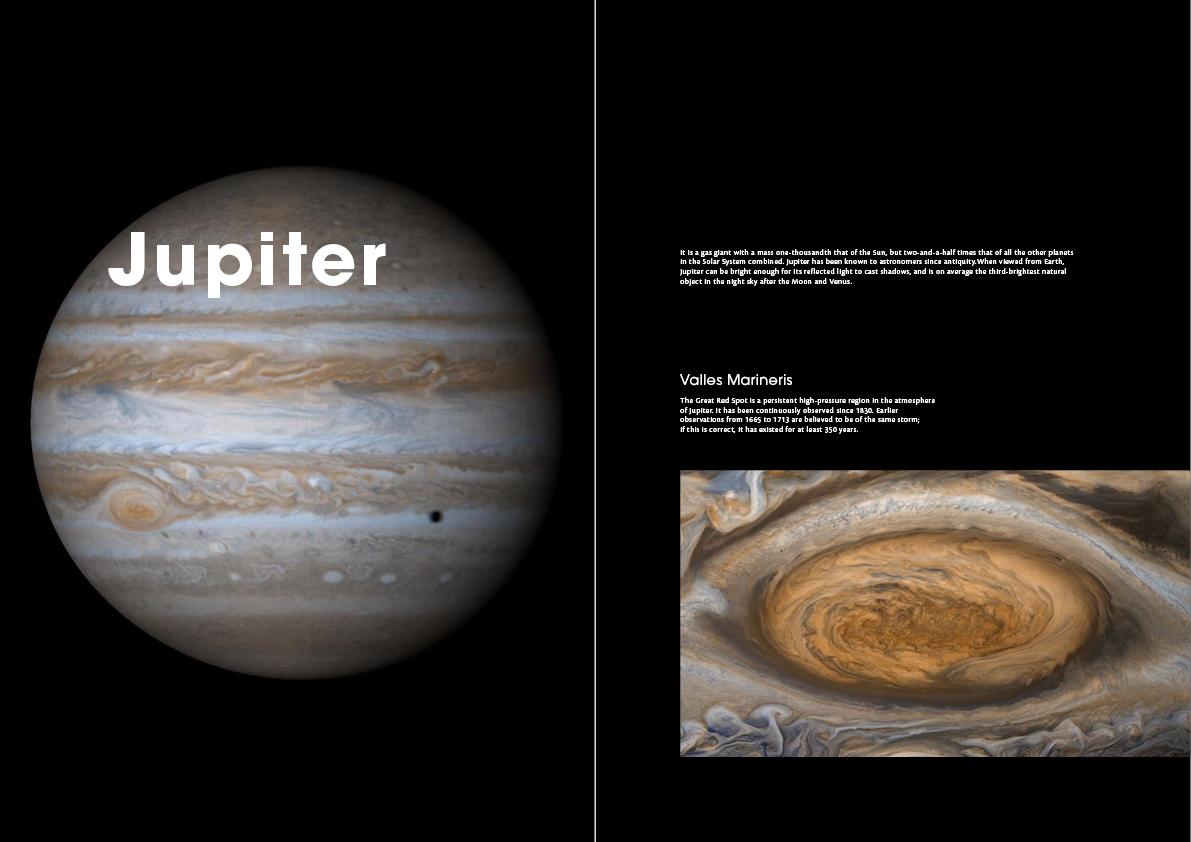 Jupiter
It is a gas giant with a mass one-thousandth that of the Sun, but two-and-a-half times that of all the other planets
in the Solar System combined. Jupiter has been known to astronomers since antiquity.When viewed from Earth,
Jupiter can be bright enough for its reflected light to cast shadows, and is on average the third-brightest natural
object in the night sky after the Moon and Venus.
Valles Marineris
The Great Red Spot is a persistent high-pressure region in the atmosphere
of Jupiter. It has been continuously observed since 1830. Earlier
observations from 1665 to 1713 are believed to be of the same storm;
if this is correct, it has existed for at least 350 years.